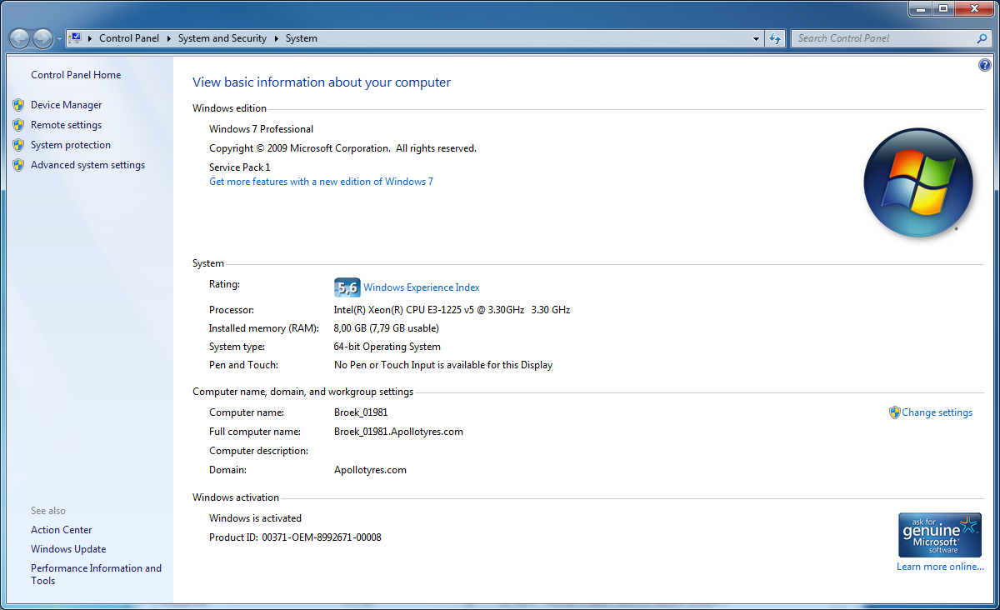 Control Panel ▸ System and Security ▸ System
Search Control Panel
Control Panel Home
Device Manager
Remote settings
System protection
Advanced system settings
See also
Action Center
Windows Update
Performance Information and
Tools
View basic information about your computer
Windows edition
Windows 7 Professional
Copyright © 2009 Microsoft Corporation.  All rights reserved.
Service Pack 1
Get more features with a new edition of Windows 7
System
Rating: 5,6 Windows Experience Index
Processor: Intel(R) Xeon(R) CPU E3-1225 v5 @ 3.30GHz   3.30 GHz
Installed memory (RAM): 8,00 GB (7,79 GB usable)
System type: 64-bit Operating System
Pen and Touch: No Pen or Touch Input is available for this Display
Computer name, domain, and workgroup settings
Computer name: Broek_01981
Change settings
Full computer name: Broek_01981.Apollotyres.com
Computer description:
Domain: Apollotyres.com
Windows activation
Windows is activated
Product ID: 00371-OEM-8992671-00008
ask for
genuine
Microsoft®
software
Learn more online...